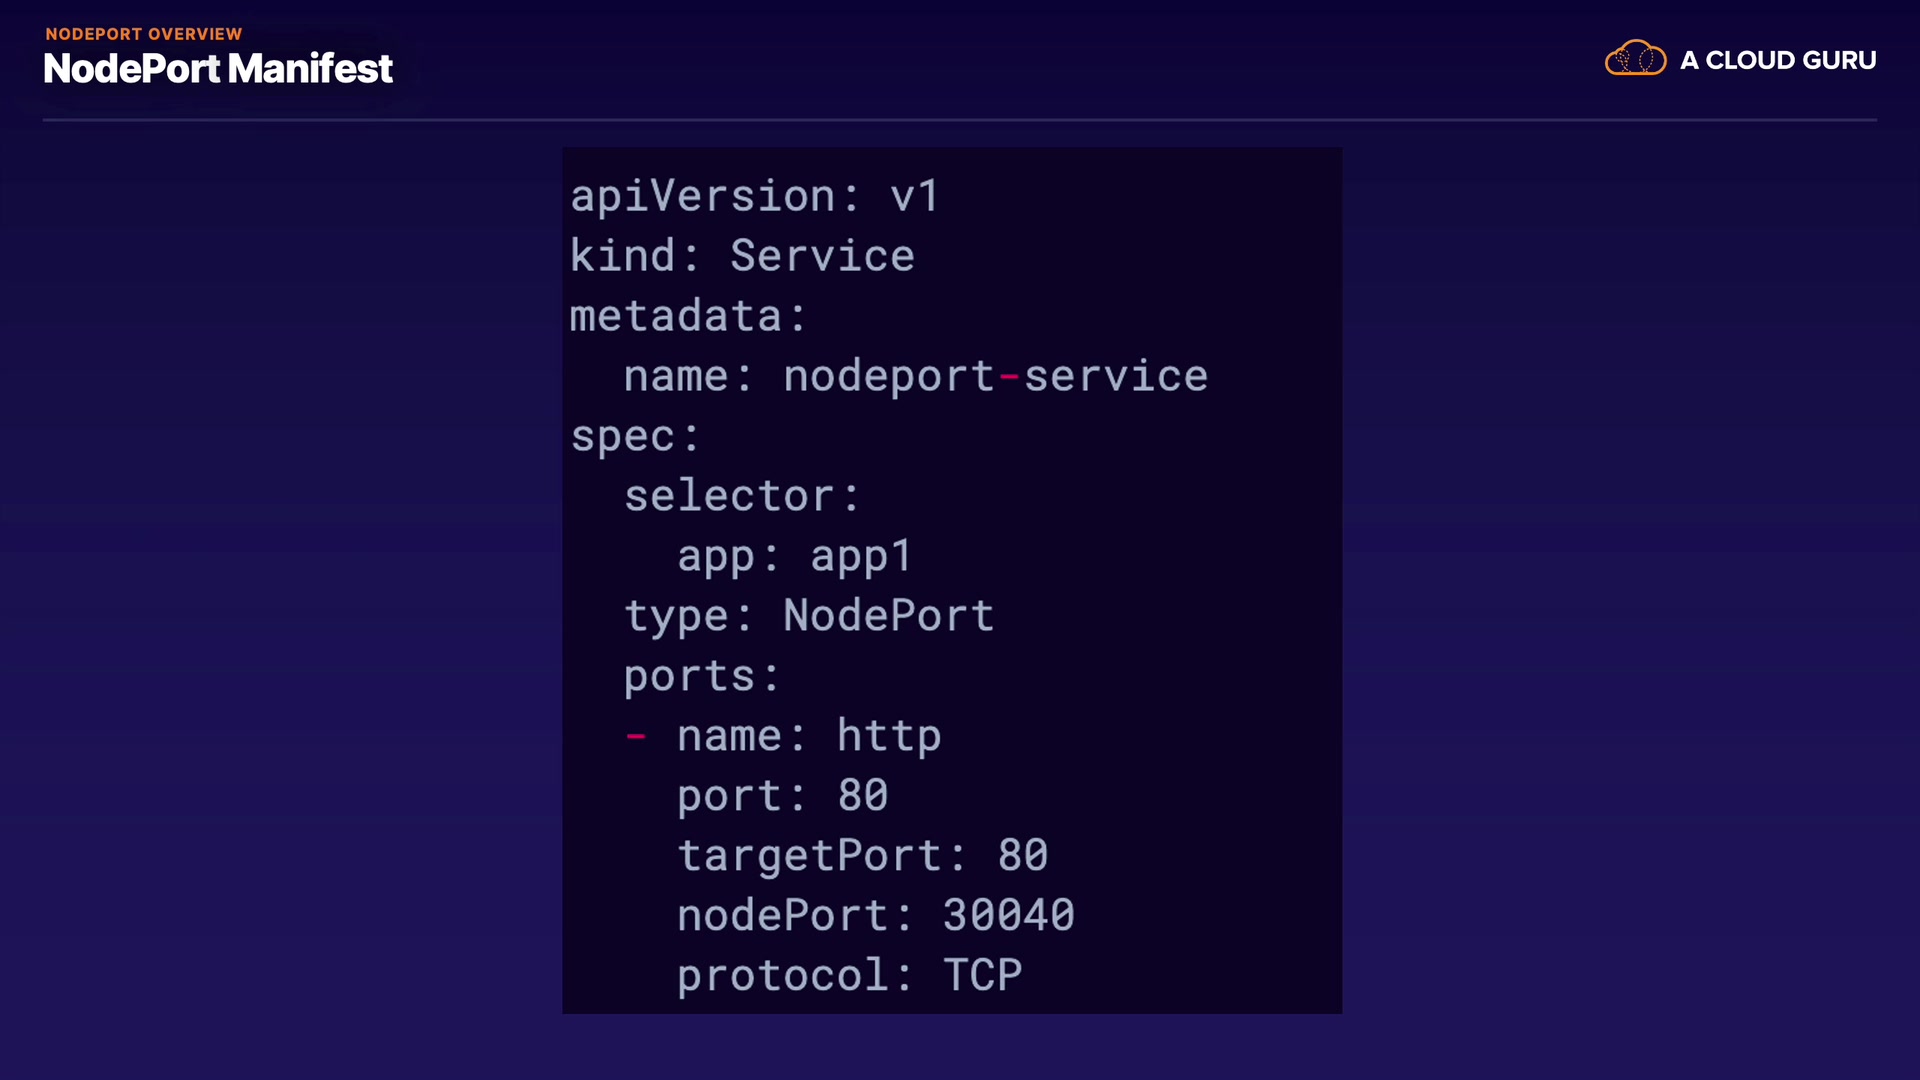 NODEPORT OVERVIEW
NodePort Manifest
A CLOUD GURU
apiVersion: v1
kind: Service
metadata:
  name: nodeport-service
spec:
  selector:
    app: app1
  type: NodePort
  ports:
  - name: http
    port: 80
    targetPort: 80
    nodePort: 30040
    protocol: TCP